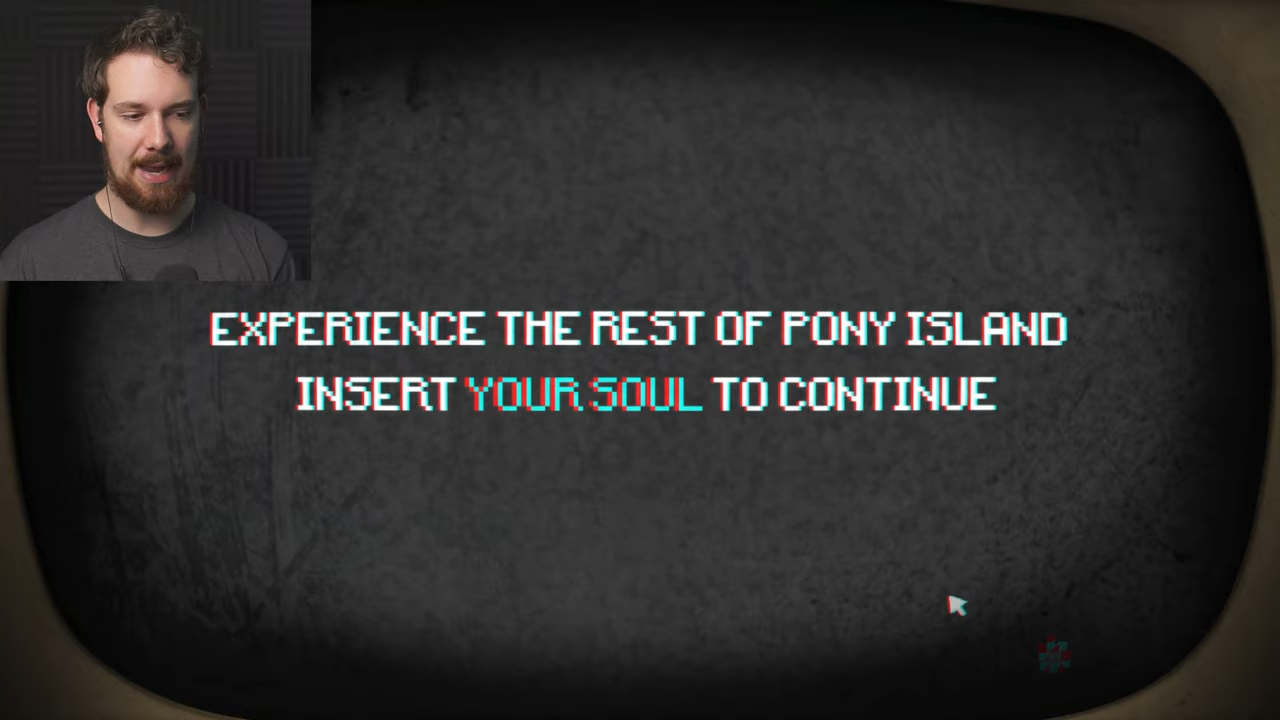 EXPERIENCE THE REST OF PONY ISLAND
INSERT YOUR SOUL TO CONTINUE